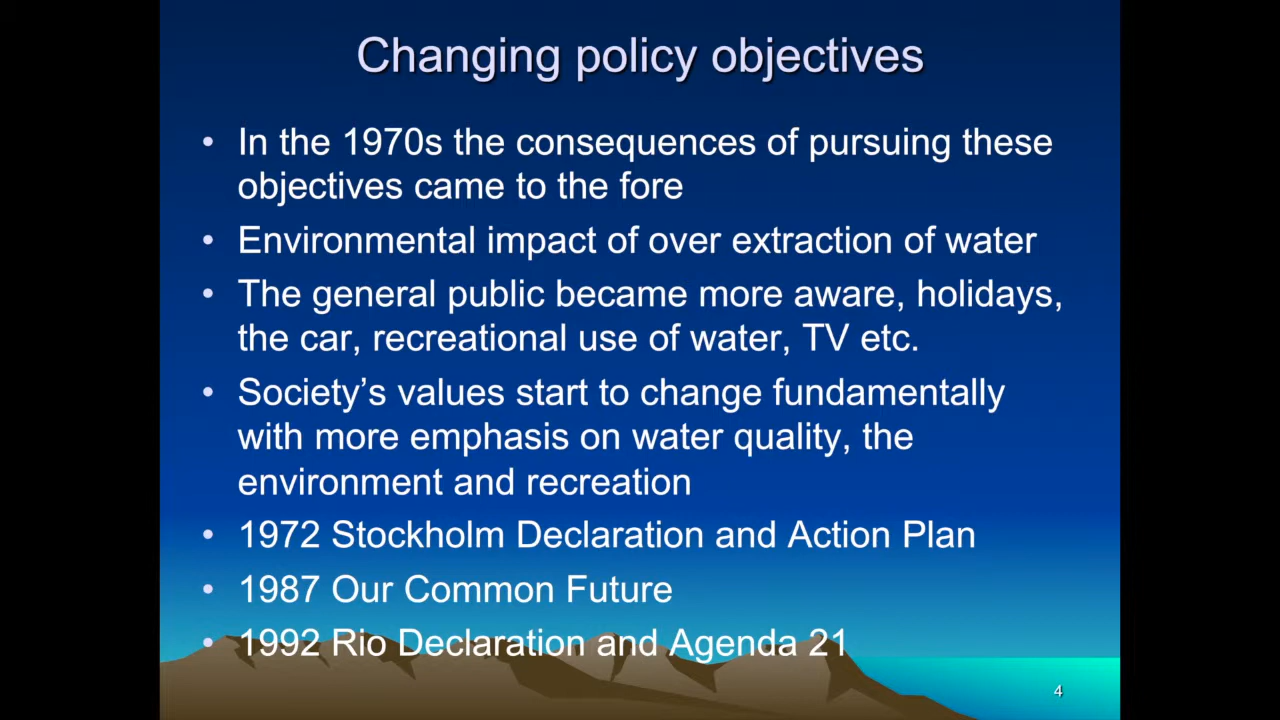 Changing policy objectives
• In the 1970s the consequences of pursuing these
objectives came to the fore
• Environmental impact of over extraction of water
• The general public became more aware, holidays,
the car, recreational use of water, TV etc.
• Society’s values start to change fundamentally
with more emphasis on water quality, the
environment and recreation
• 1972 Stockholm Declaration and Action Plan
• 1987 Our Common Future
• 1992 Rio Declaration and Agenda 21
4